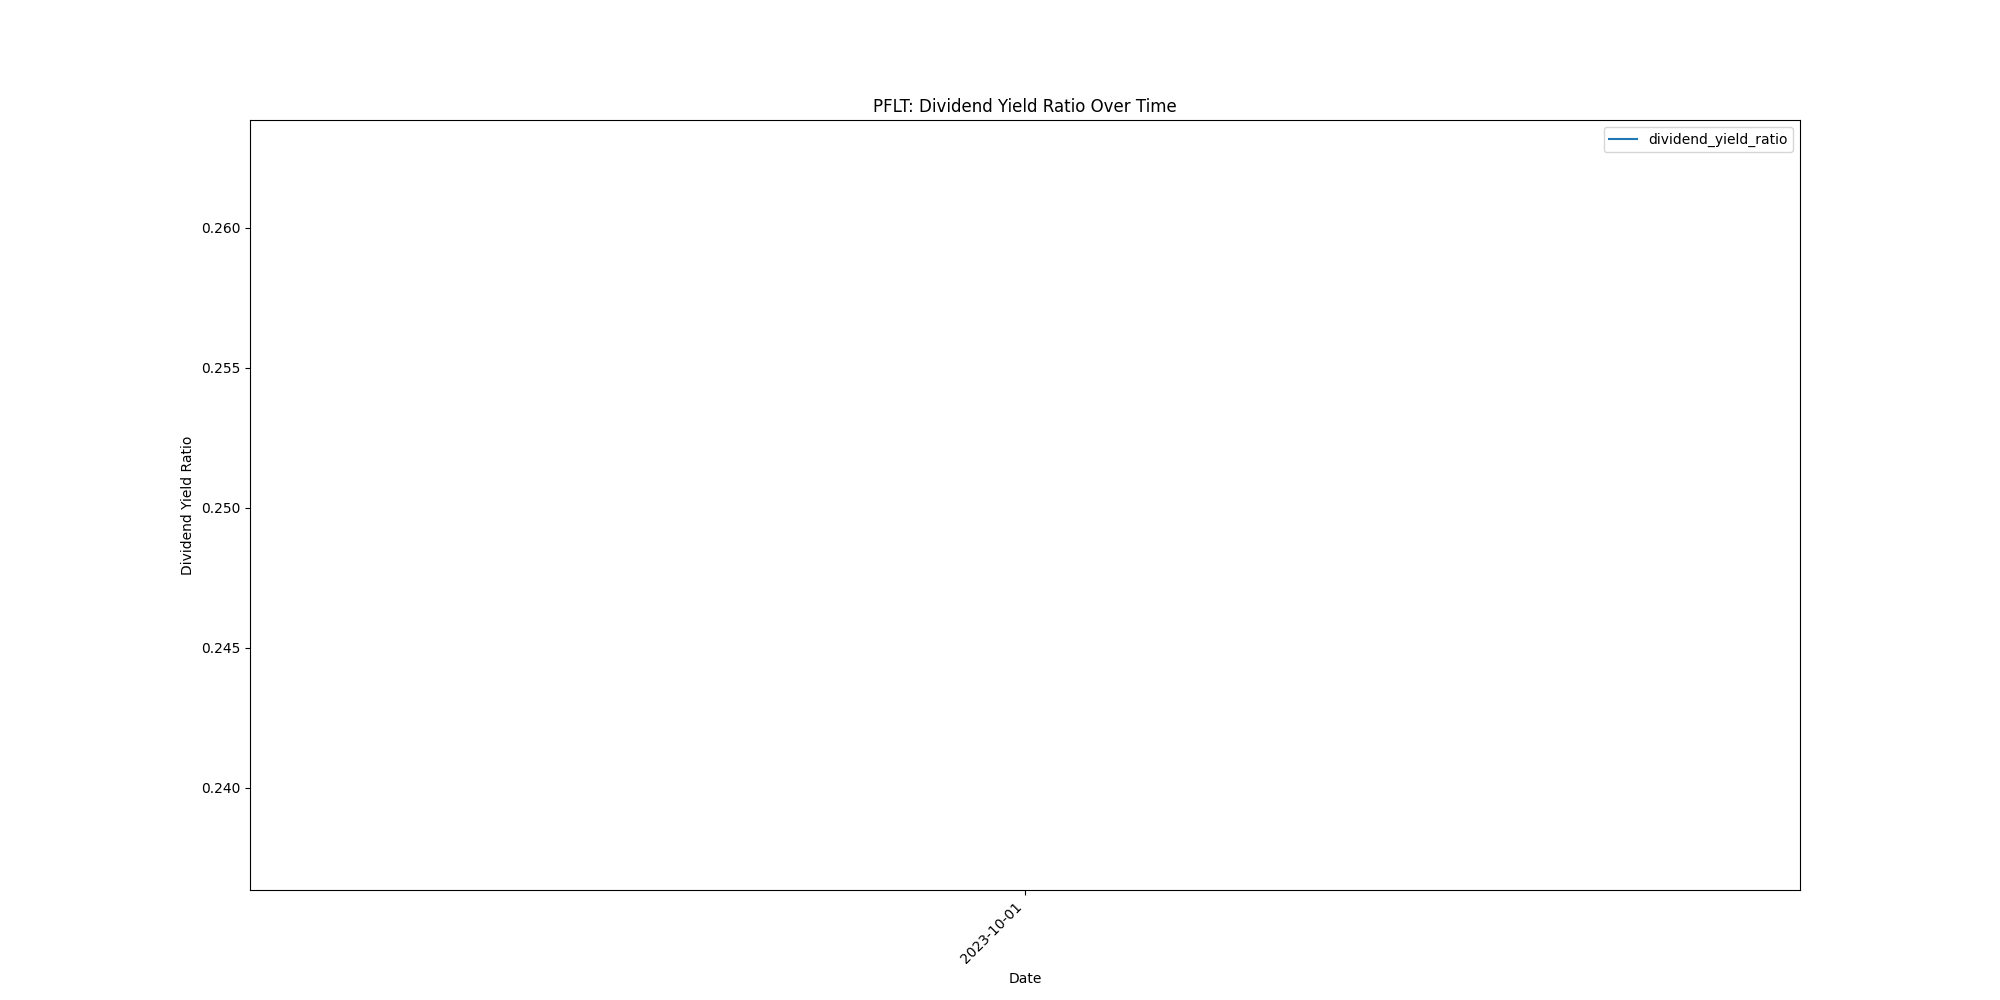 PFLT: Dividend Yield Ratio Over Time
dividend_yield_ratio
0.260
0.255
0.250
0.245
0.240
Dividend Yield Ratio
2023-10-01
Date